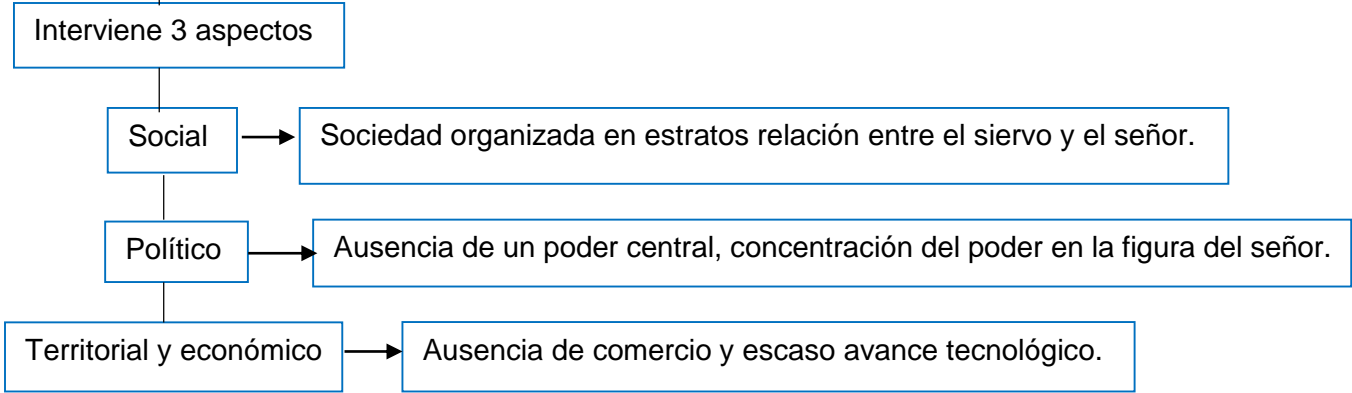 Interviene 3 aspectos
Social
Sociedad organizada en estratos relación entre el siervo y el señor.
Político
Ausencia de un poder central, concentración del poder en la figura del señor.
Territorial y económico
Ausencia de comercio y escaso avance tecnológico.